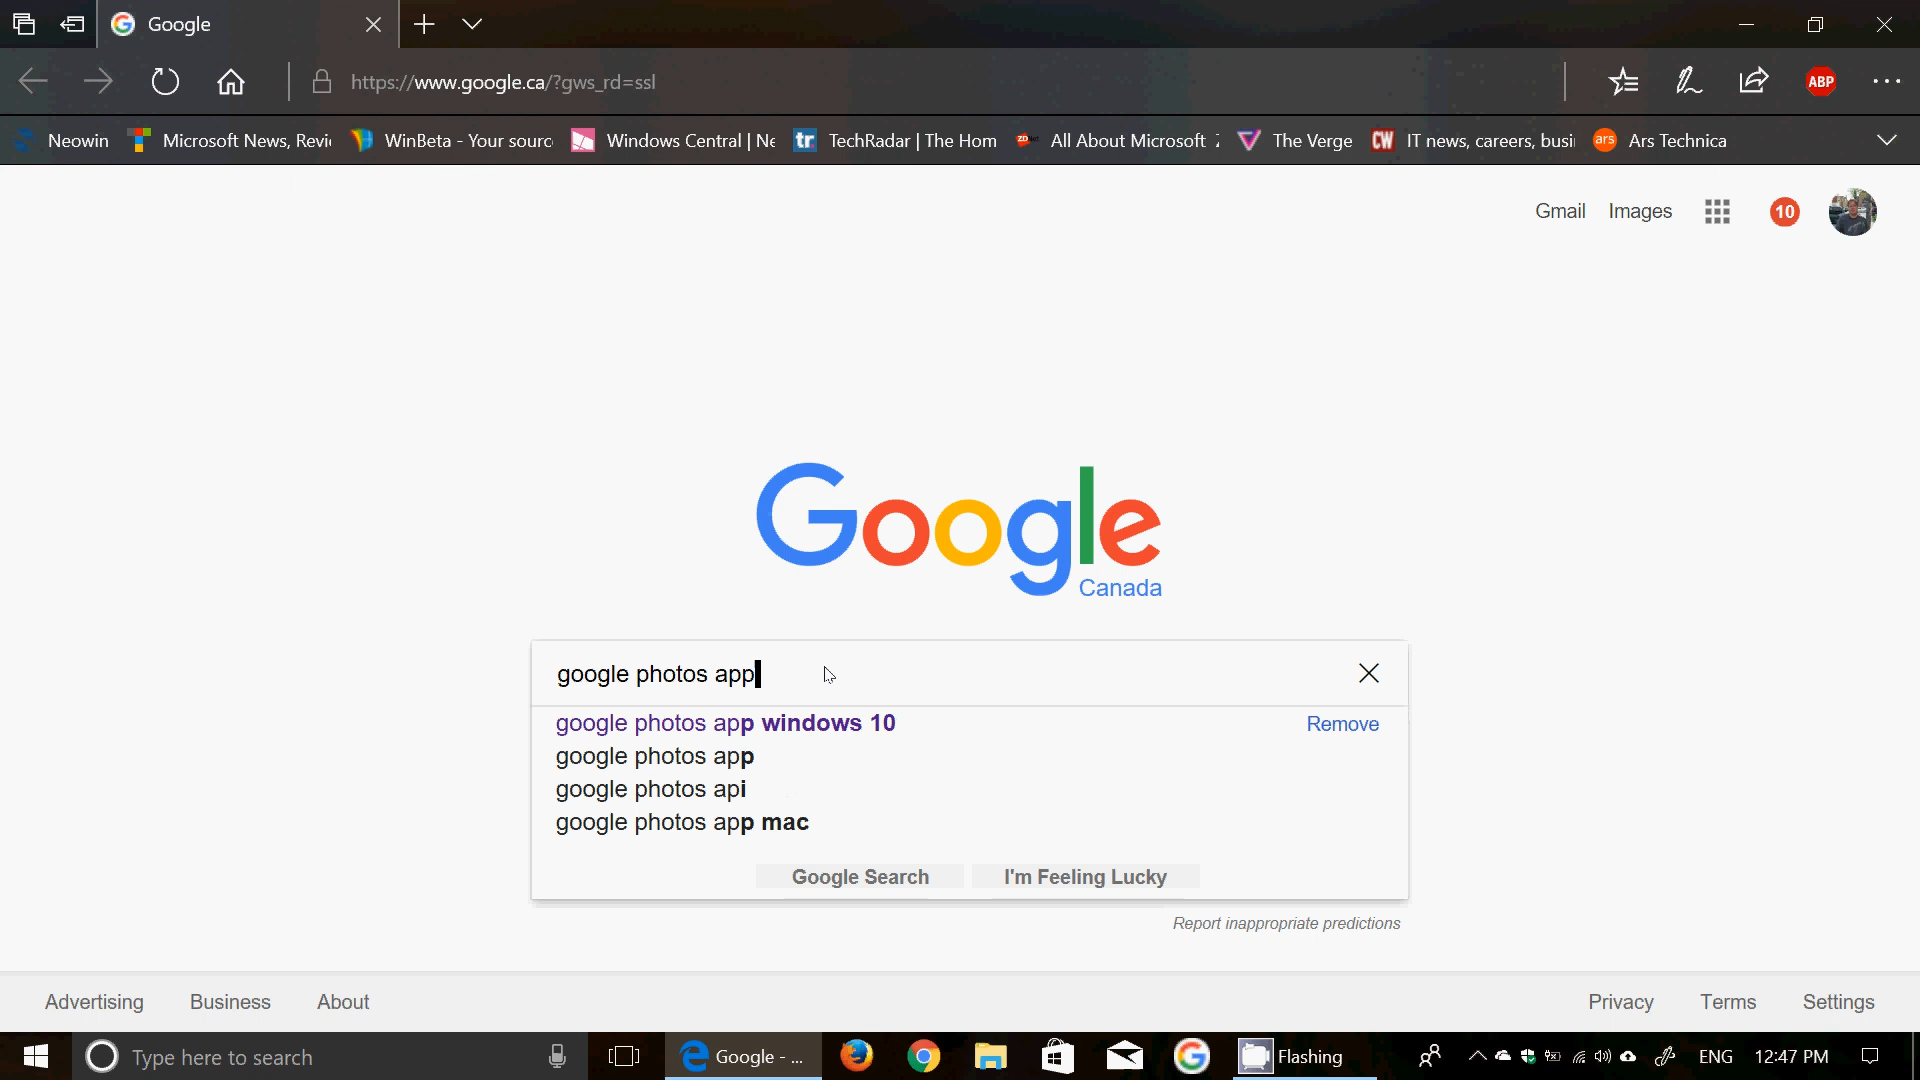 Google
https://www.google.ca/?gws_rd=ssl
ABP
Neowin
Microsoft News, Revi
WinBeta - Your sourc
Windows Central | Ne
tr.
TechRadar | The Hom
All About Microsoft
The Verge
CW
IT news, careers, busi
ars
Ars Technica
Gmail
Images
10
Google
Canada
google photos app
google photos app windows 10
Remove
google photos app
google photos api
google photos app mac
Google Search
I'm Feeling Lucky
Report inappropriate predictions
Advertising
Business
About
Privacy
Terms
Settings
Type here to search
Google - ...
Flashing
ENG
12:47 PM